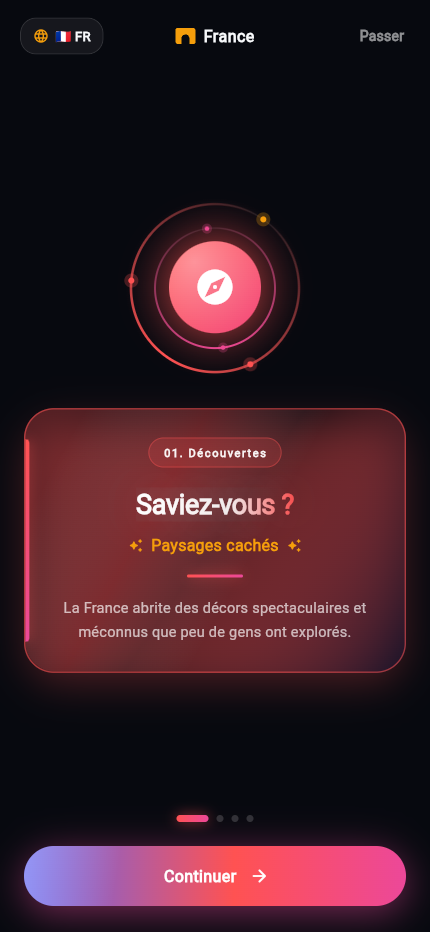 🇫🇷 FR
France
Passer
01. Découvertes
Saviez-vous ?
Paysages cachés
La France abrite des décors spectaculaires et
méconnus que peu de gens ont explorés.
Continuer →